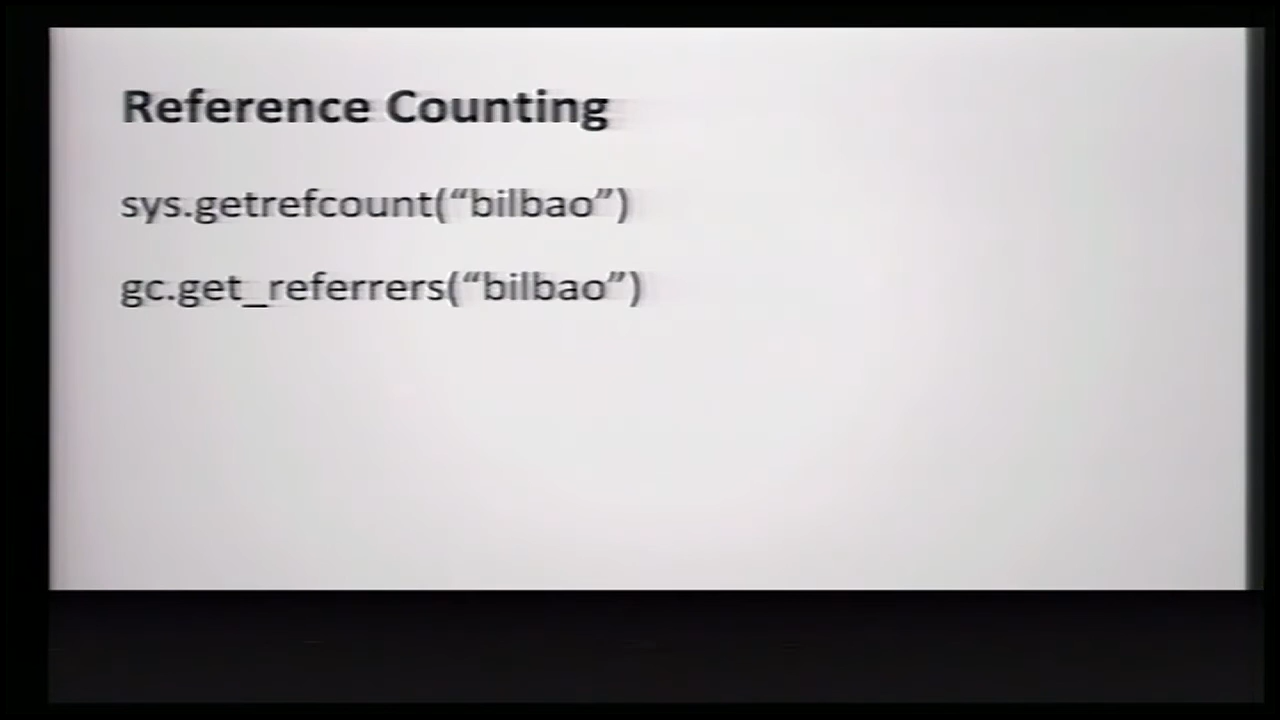 Reference Counting
sys.getrefcount(“bilbao”)
gc.get_referrers(“bilbao”)